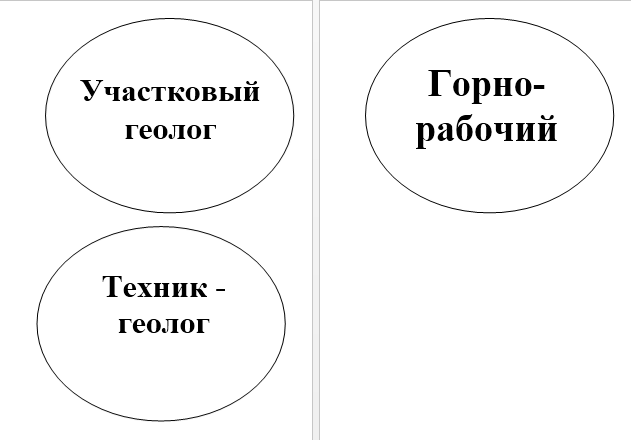 Участковый
геолог
Техник -
геолог
Горно-
рабочий